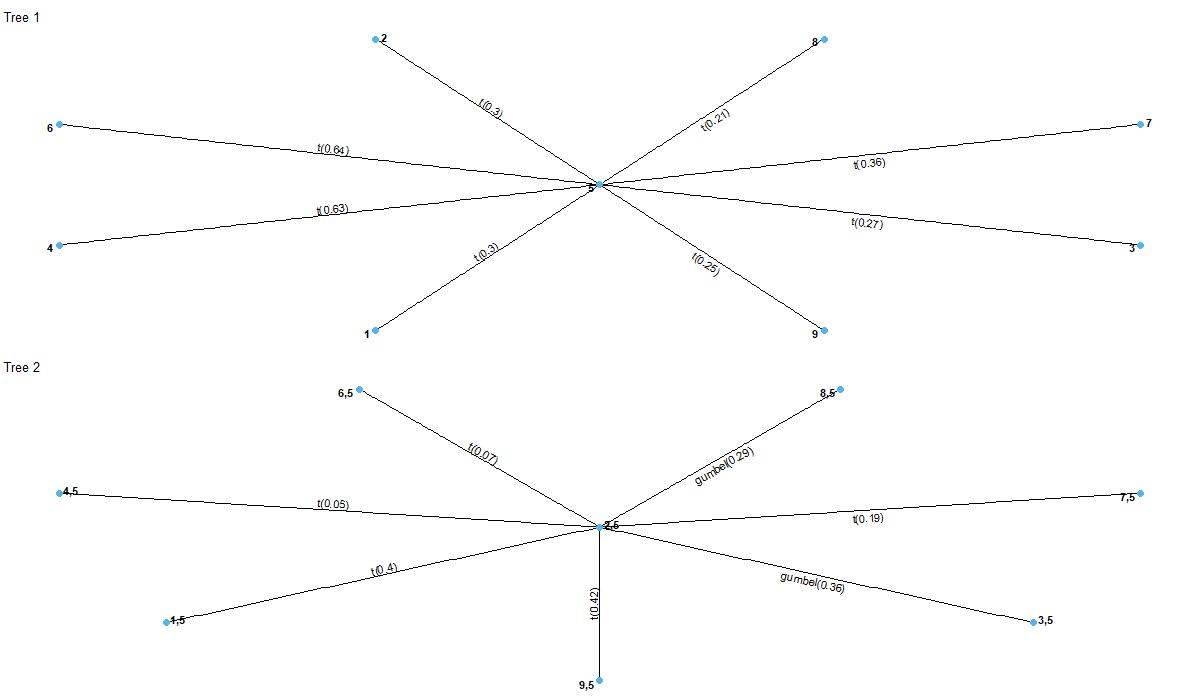 Tree 1
2
8
t(0.3)
t(0.21)
6
7
t(0.64)
t(0.36)
5
t(0.63)
t(0.27)
4
3
t(0.3)
t(0.25)
1
9
Tree 2
6,5
8,5
t(0.07)
gumbel(0.29)
4,5
7,5
t(0.05)
t(0.19)
2,5
t(0.4)
gumbel(0.36)
t(0.42)
1,5
3,5
9,5